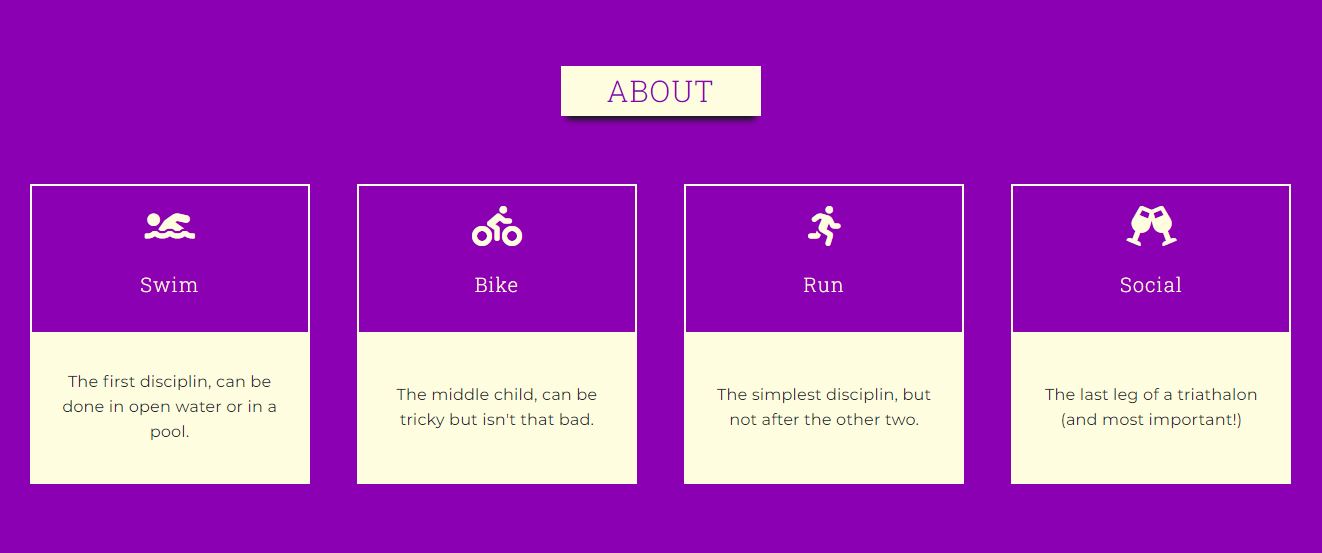 ABOUT
Swim
The first disciplin, can be
done in open water or in a
pool.
Bike
The middle child, can be
tricky but isn't that bad.
Run
The simplest disciplin, but
not after the other two.
Social
The last leg of a triathalon
(and most important!)